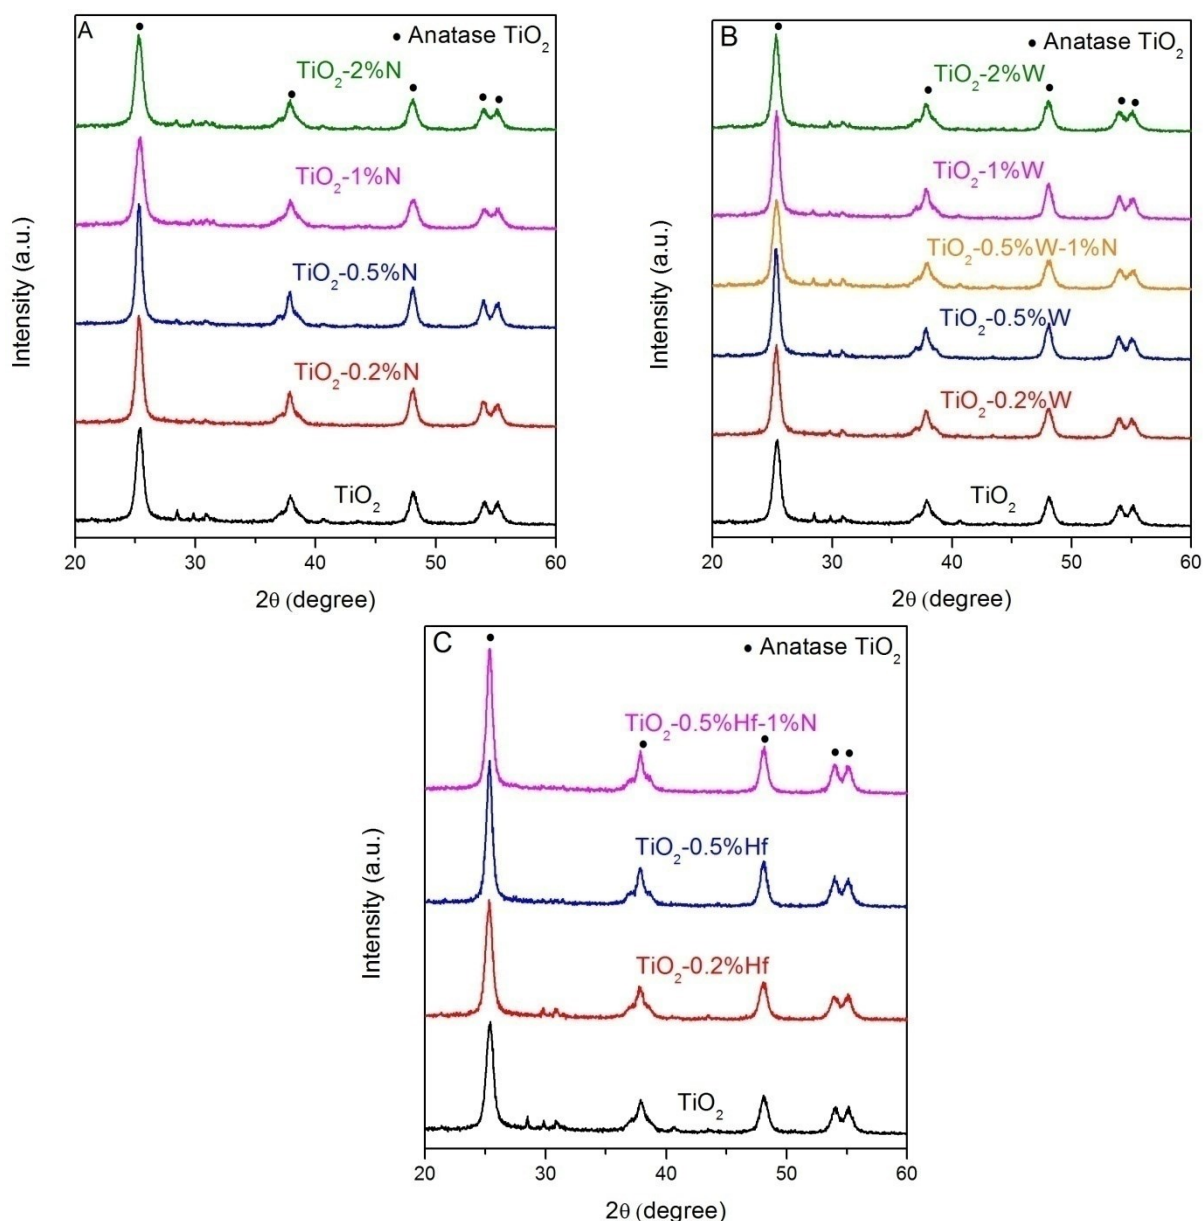 A
• Anatase TiO₂
TiO₂-2%N
TiO₂-1%N
TiO₂-0.5%N
TiO₂-0.2%N
TiO₂
Intensity (a.u.)
20 30 40 50 60
2θ (degree)
B
• Anatase TiO₂
TiO₂-2%W
TiO₂-1%W
TiO₂-0.5%W-1%N
TiO₂-0.5%W
TiO₂-0.2%W
TiO₂
Intensity (a.u.)
20 30 40 50 60
2θ (degree)
C
• Anatase TiO₂
TiO₂-0.5%Hf-1%N
TiO₂-0.5%Hf
TiO₂-0.2%Hf
TiO₂
Intensity (a.u.)
20 30 40 50 60
2θ (degree)